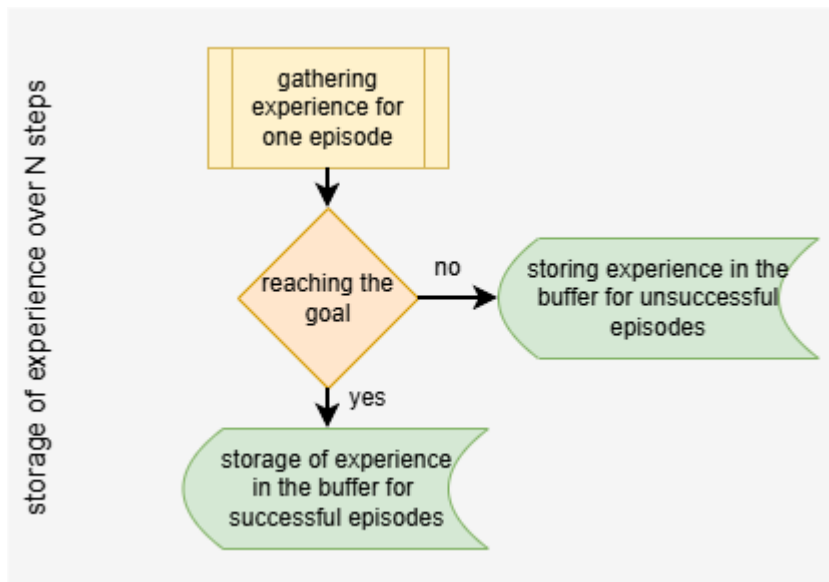 storage of experience over N steps
gathering
experience for
one episode
reaching the
goal
no
storing experience in the
buffer for unsuccessful
episodes
yes
storage of experience
in the buffer for
successful episodes